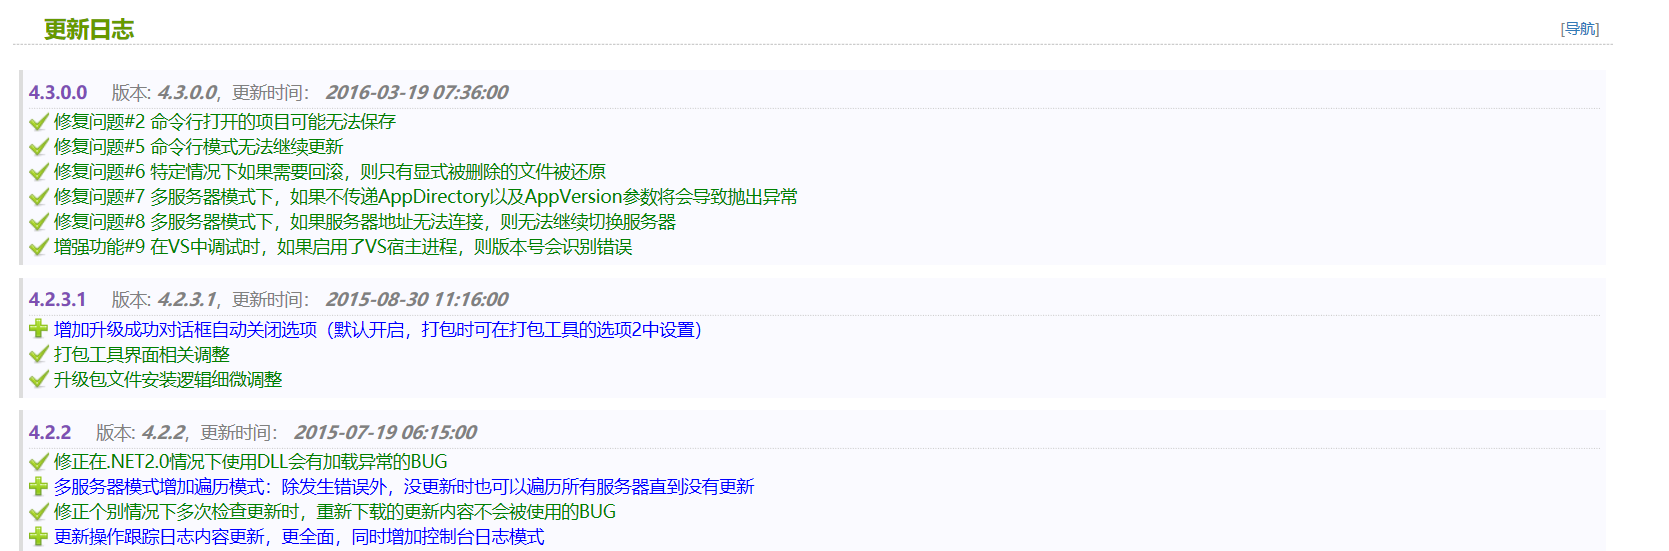 更新日志
[导航]
4.3.0.0 版本: 4.3.0.0，更新时间： 2016-03-19 07:36:00
修复问题#2 命令行打开的项目可能无法保存
修复问题#5 命令行模式无法继续更新
修复问题#6 特定情况下如果需要回滚，则只有显式被删除的文件被还原
修复问题#7 多服务器模式下，如果不传递AppDirectory以及AppVersion参数将会导致抛出异常
修复问题#8 多服务器模式下，如果服务器地址无法连接，则无法继续切换服务器
增强功能#9 在VS中调试时，如果启用了VS宿主进程，则版本号会识别错误
4.2.3.1 版本: 4.2.3.1，更新时间： 2015-08-30 11:16:00
增加升级成功对话框自动关闭选项（默认开启，打包时可在打包工具的选项2中设置）
打包工具界面相关调整
升级包文件安装逻辑细微调整
4.2.2 版本: 4.2.2，更新时间： 2015-07-19 06:15:00
修正在.NET2.0情况下使用DLL会有加载异常的BUG
多服务器模式增加遍历模式：除发生错误外，没更新时也可以遍历所有服务器直到没有更新
修正个别情况下多次检查更新时，重新下载的更新内容不会被使用的BUG
更新操作跟踪日志内容更新，更全面，同时增加控制台日志模式